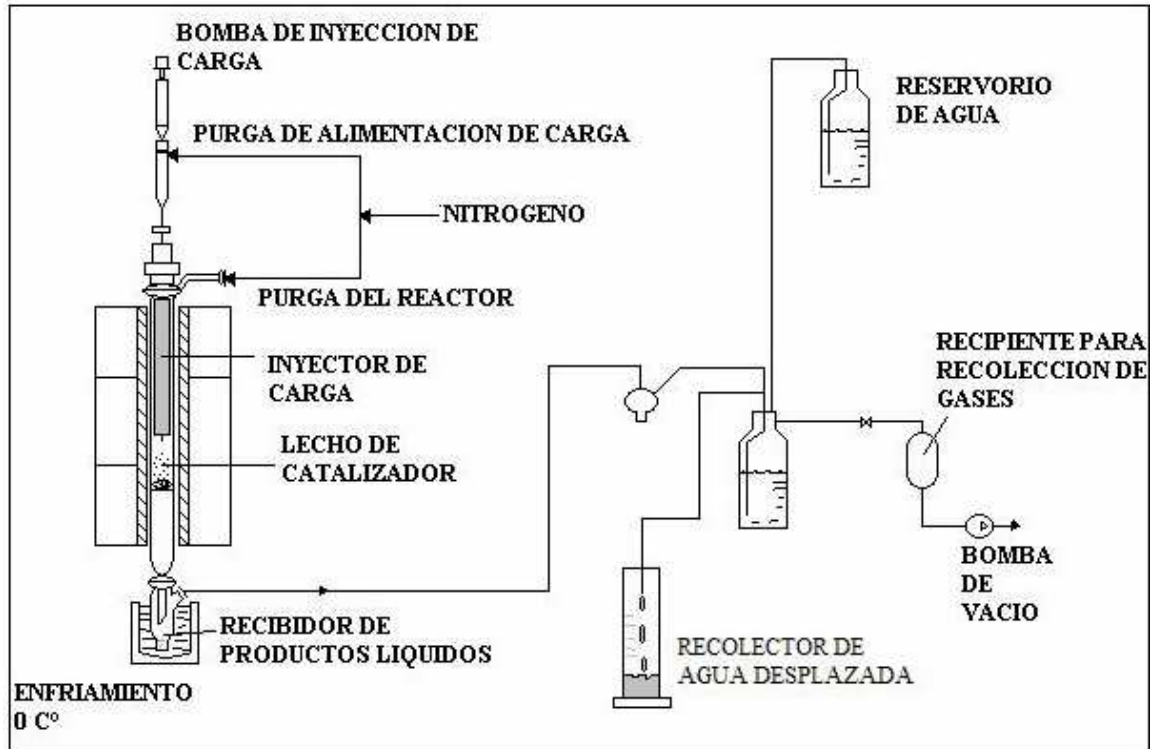 BOMBA DE INYECCION DE
CARGA
PURGA DE ALIMENTACION DE CARGA
NITROGENO
PURGA DEL REACTOR
INYECTOR DE
CARGA
LECHO DE
CATALIZADOR
RECIBIDOR DE
PRODUCTOS LIQUIDOS
ENFRIAMIENTO
0 Cº
RESERVORIO
DE AGUA
RECIPIENTE PARA
RECOLECCION DE
GASES
BOMBA
DE
VACIO
RECOLECTOR DE
AGUA DESPLAZADA